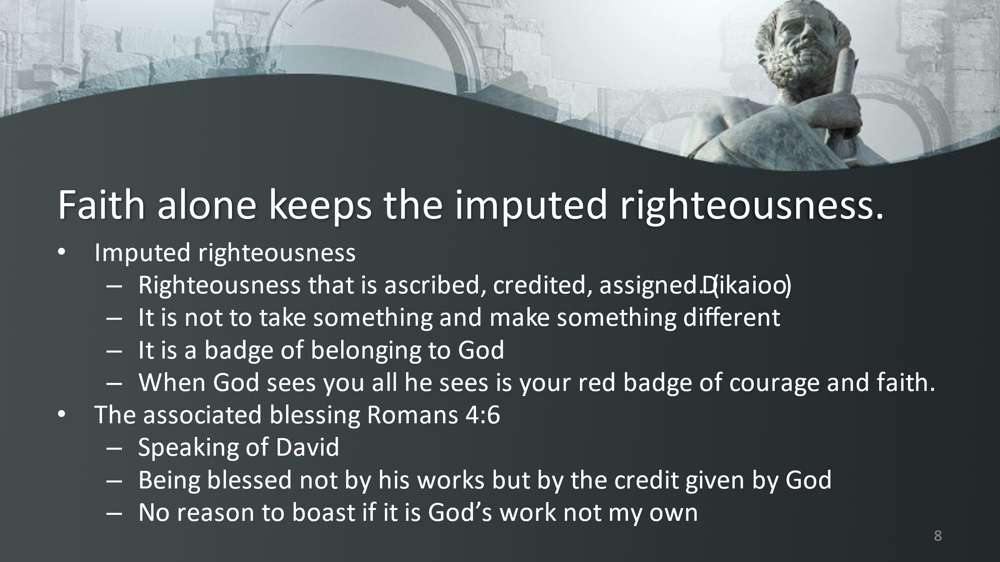 Faith alone keeps the imputed righteousness.
• Imputed righteousness
– Righteousness that is ascribed, credited, assigned. (Dikaioo)
– It is not to take something and make something different
– It is a badge of belonging to God
– When God sees you all he sees is your red badge of courage and faith.
• The associated blessing Romans 4:6
– Speaking of David
– Being blessed not by his works but by the credit given by God
– No reason to boast if it is God’s work not my own
8